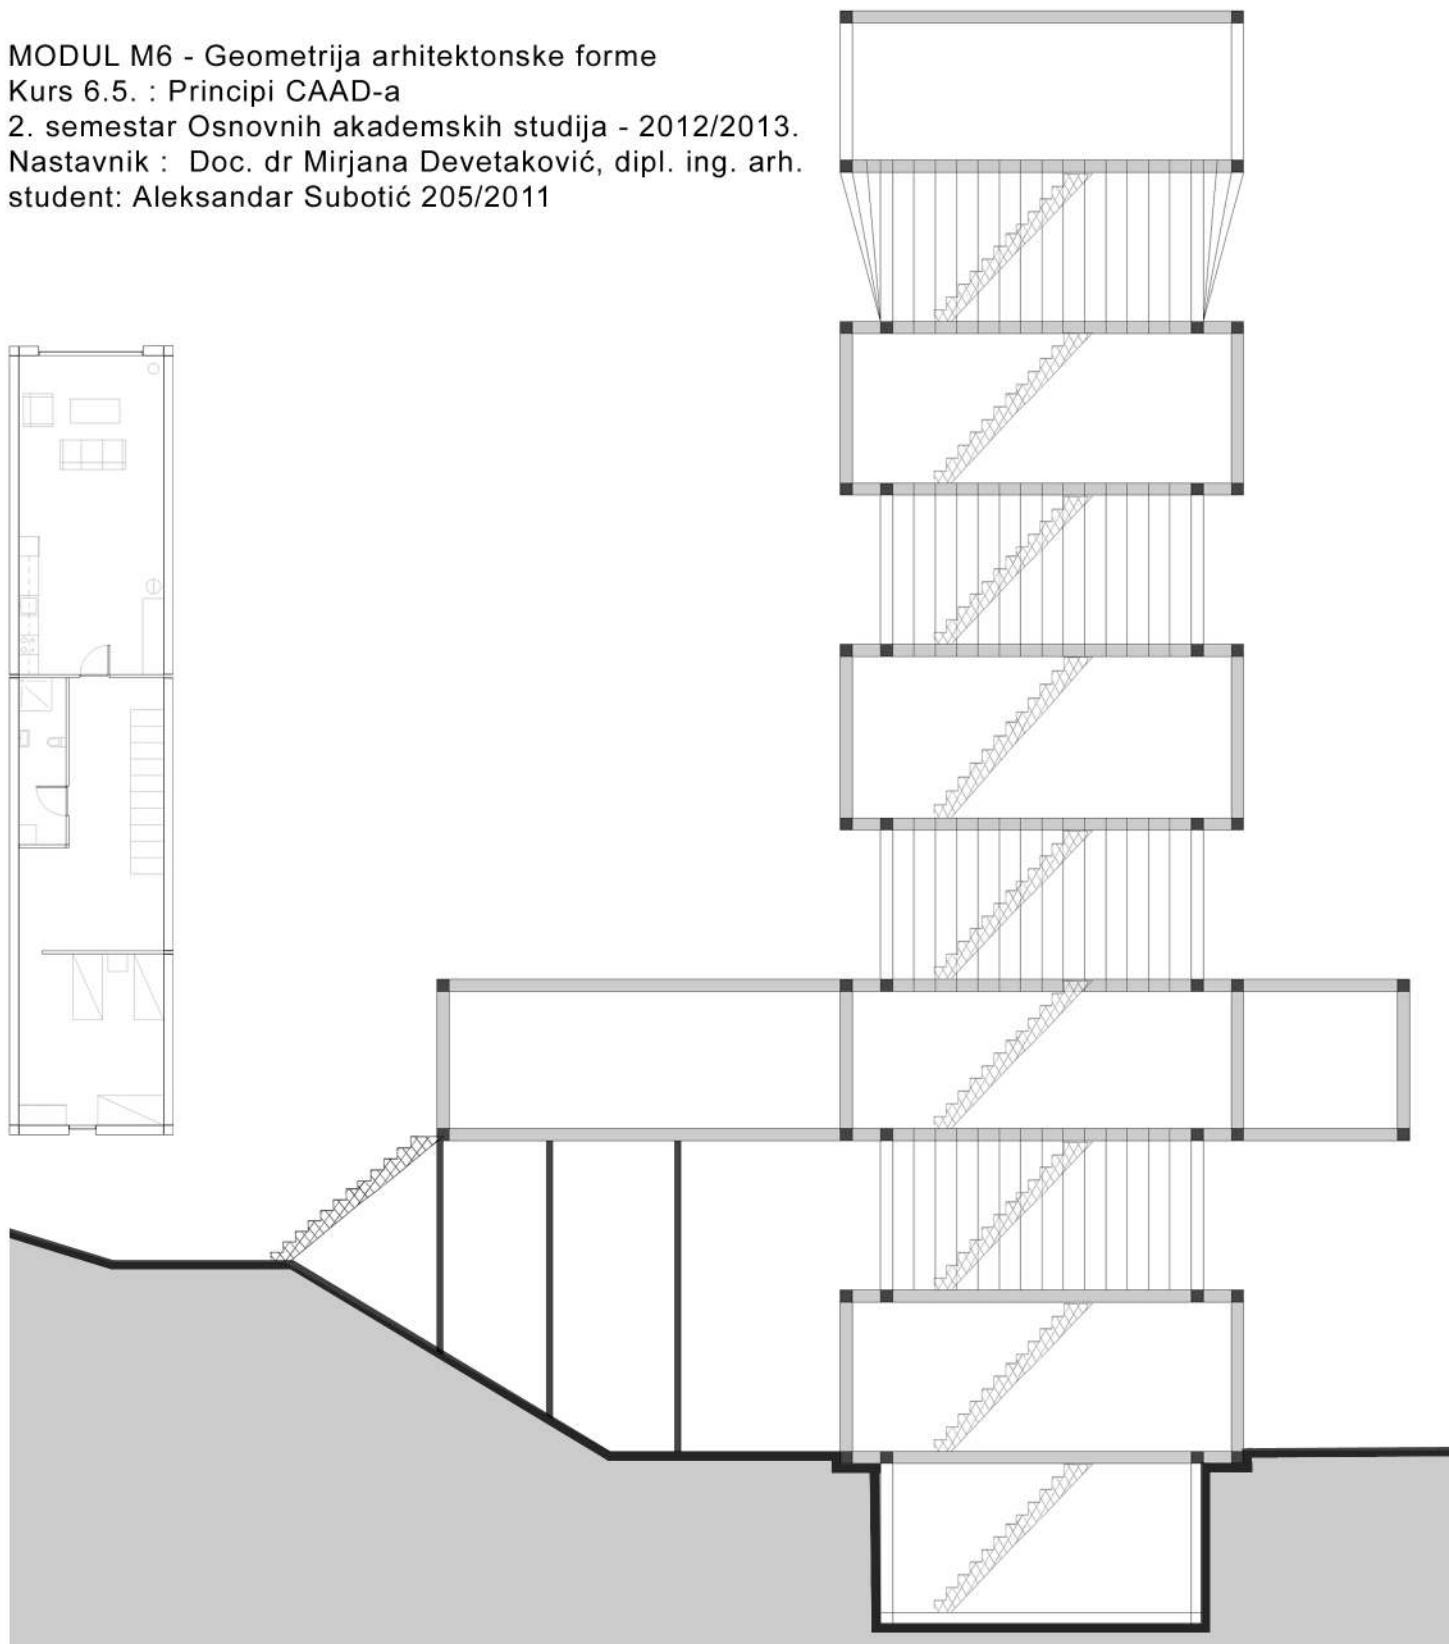 MODUL M6 - Geometrija arhitektonske forme
Kurs 6.5. : Principi CAAD-a
2. semestar Osnovnih akademskih studija - 2012/2013.
Nastavnik : Doc. dr Mirjana Devetaković, dipl. ing. arh.
student: Aleksandar Subotić 205/2011